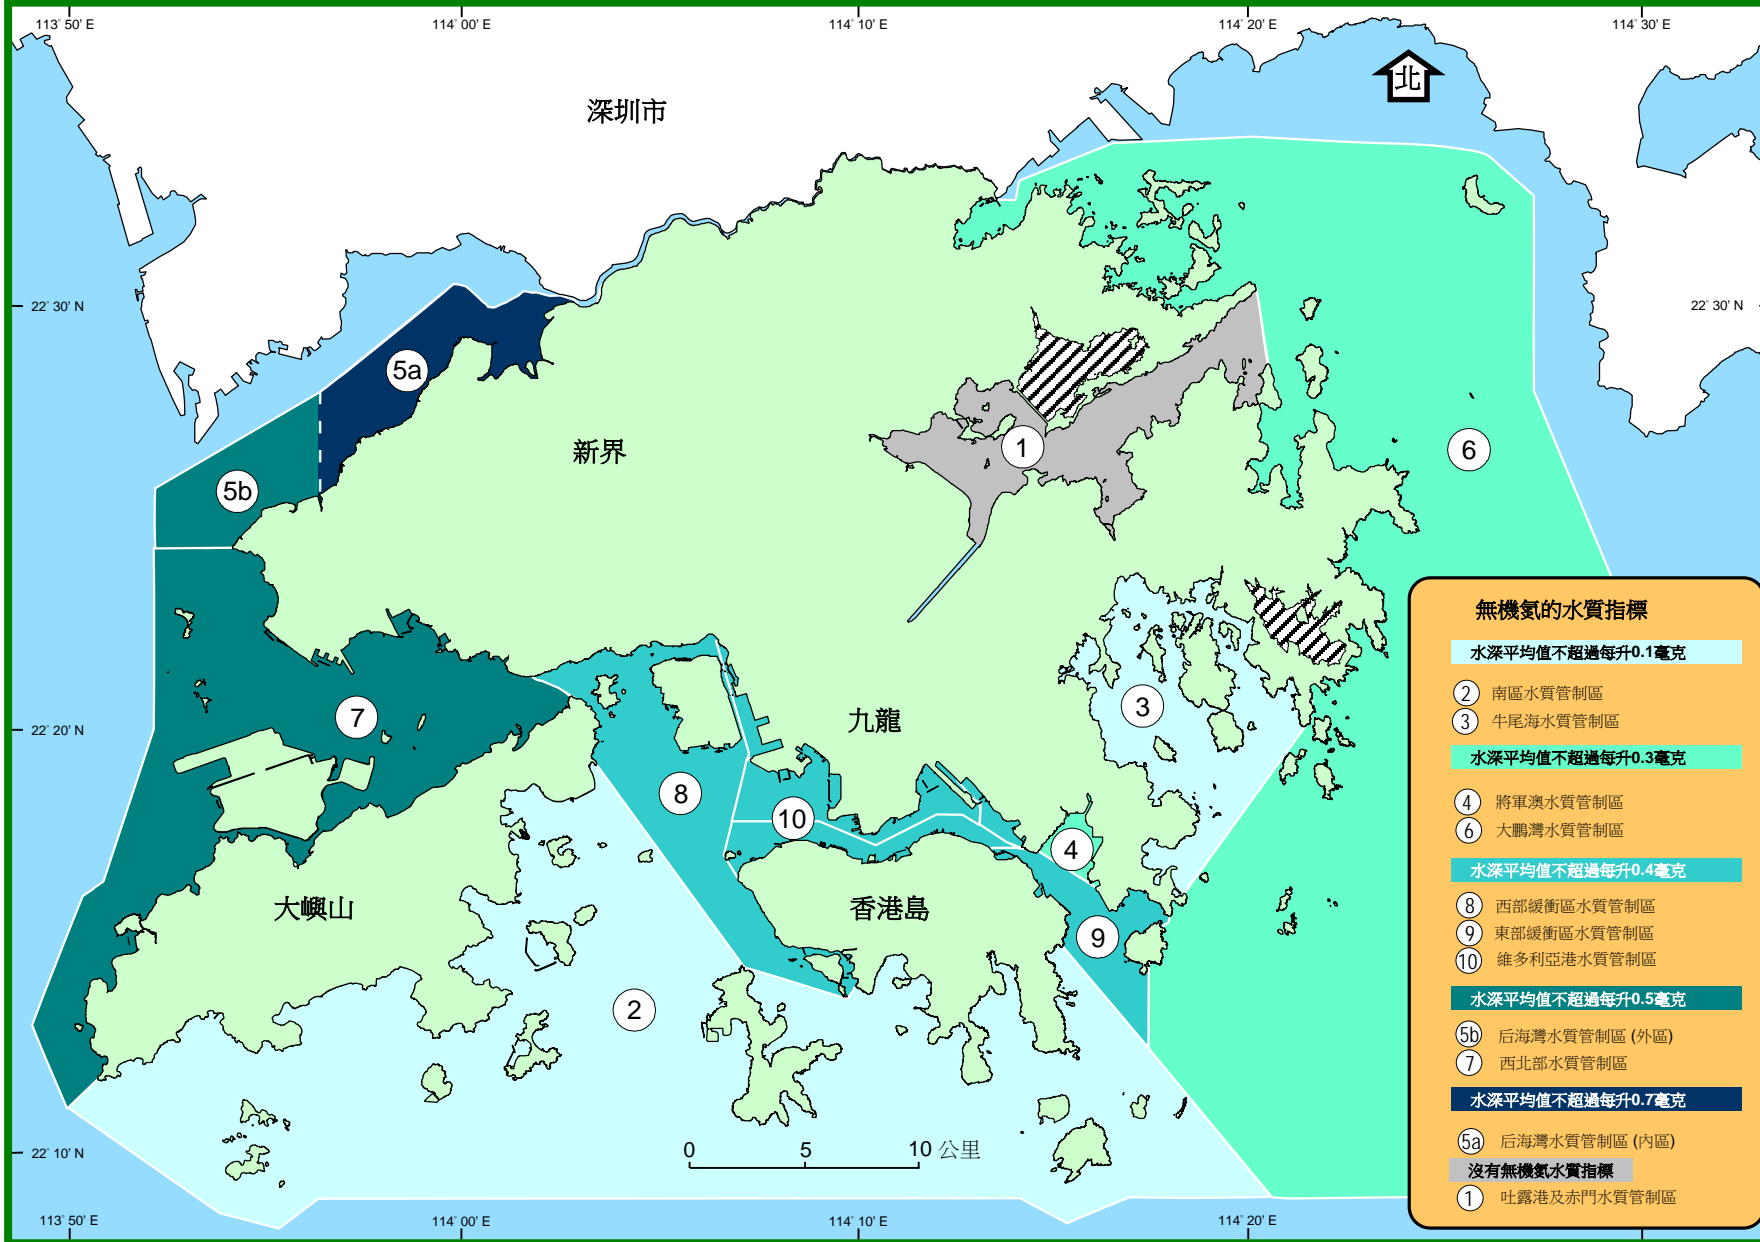 113° 50' E
114° 00' E
114° 10' E
114° 20' E
114° 30' E
北
深圳市
22° 30' N
22° 30' N
5a
新界
1
6
5b
無機氮的水質指標
水深平均值不超過每升0.1毫克
2 南區水質管制區
3 牛尾海水質管制區
水深平均值不超過每升0.3毫克
4 將軍澳水質管制區
6 大鵬灣水質管制區
水深平均值不超過每升0.4毫克
8 西部緩衝區水質管制區
9 東部緩衝區水質管制區
10 維多利亞港水質管制區
水深平均值不超過每升0.5毫克
5b 后海灣水質管制區 (外區)
7 西北部水質管制區
水深平均值不超過每升0.7毫克
5a 后海灣水質管制區 (內區)
沒有無機氮水質指標
1 吐露港及赤門水質管制區
22° 20' N
7
九龍
3
8
10
4
大嶼山
香港島
9
2
22° 10' N
0 5 10 公里
113° 50' E
114° 00' E
114° 10' E
114° 20' E